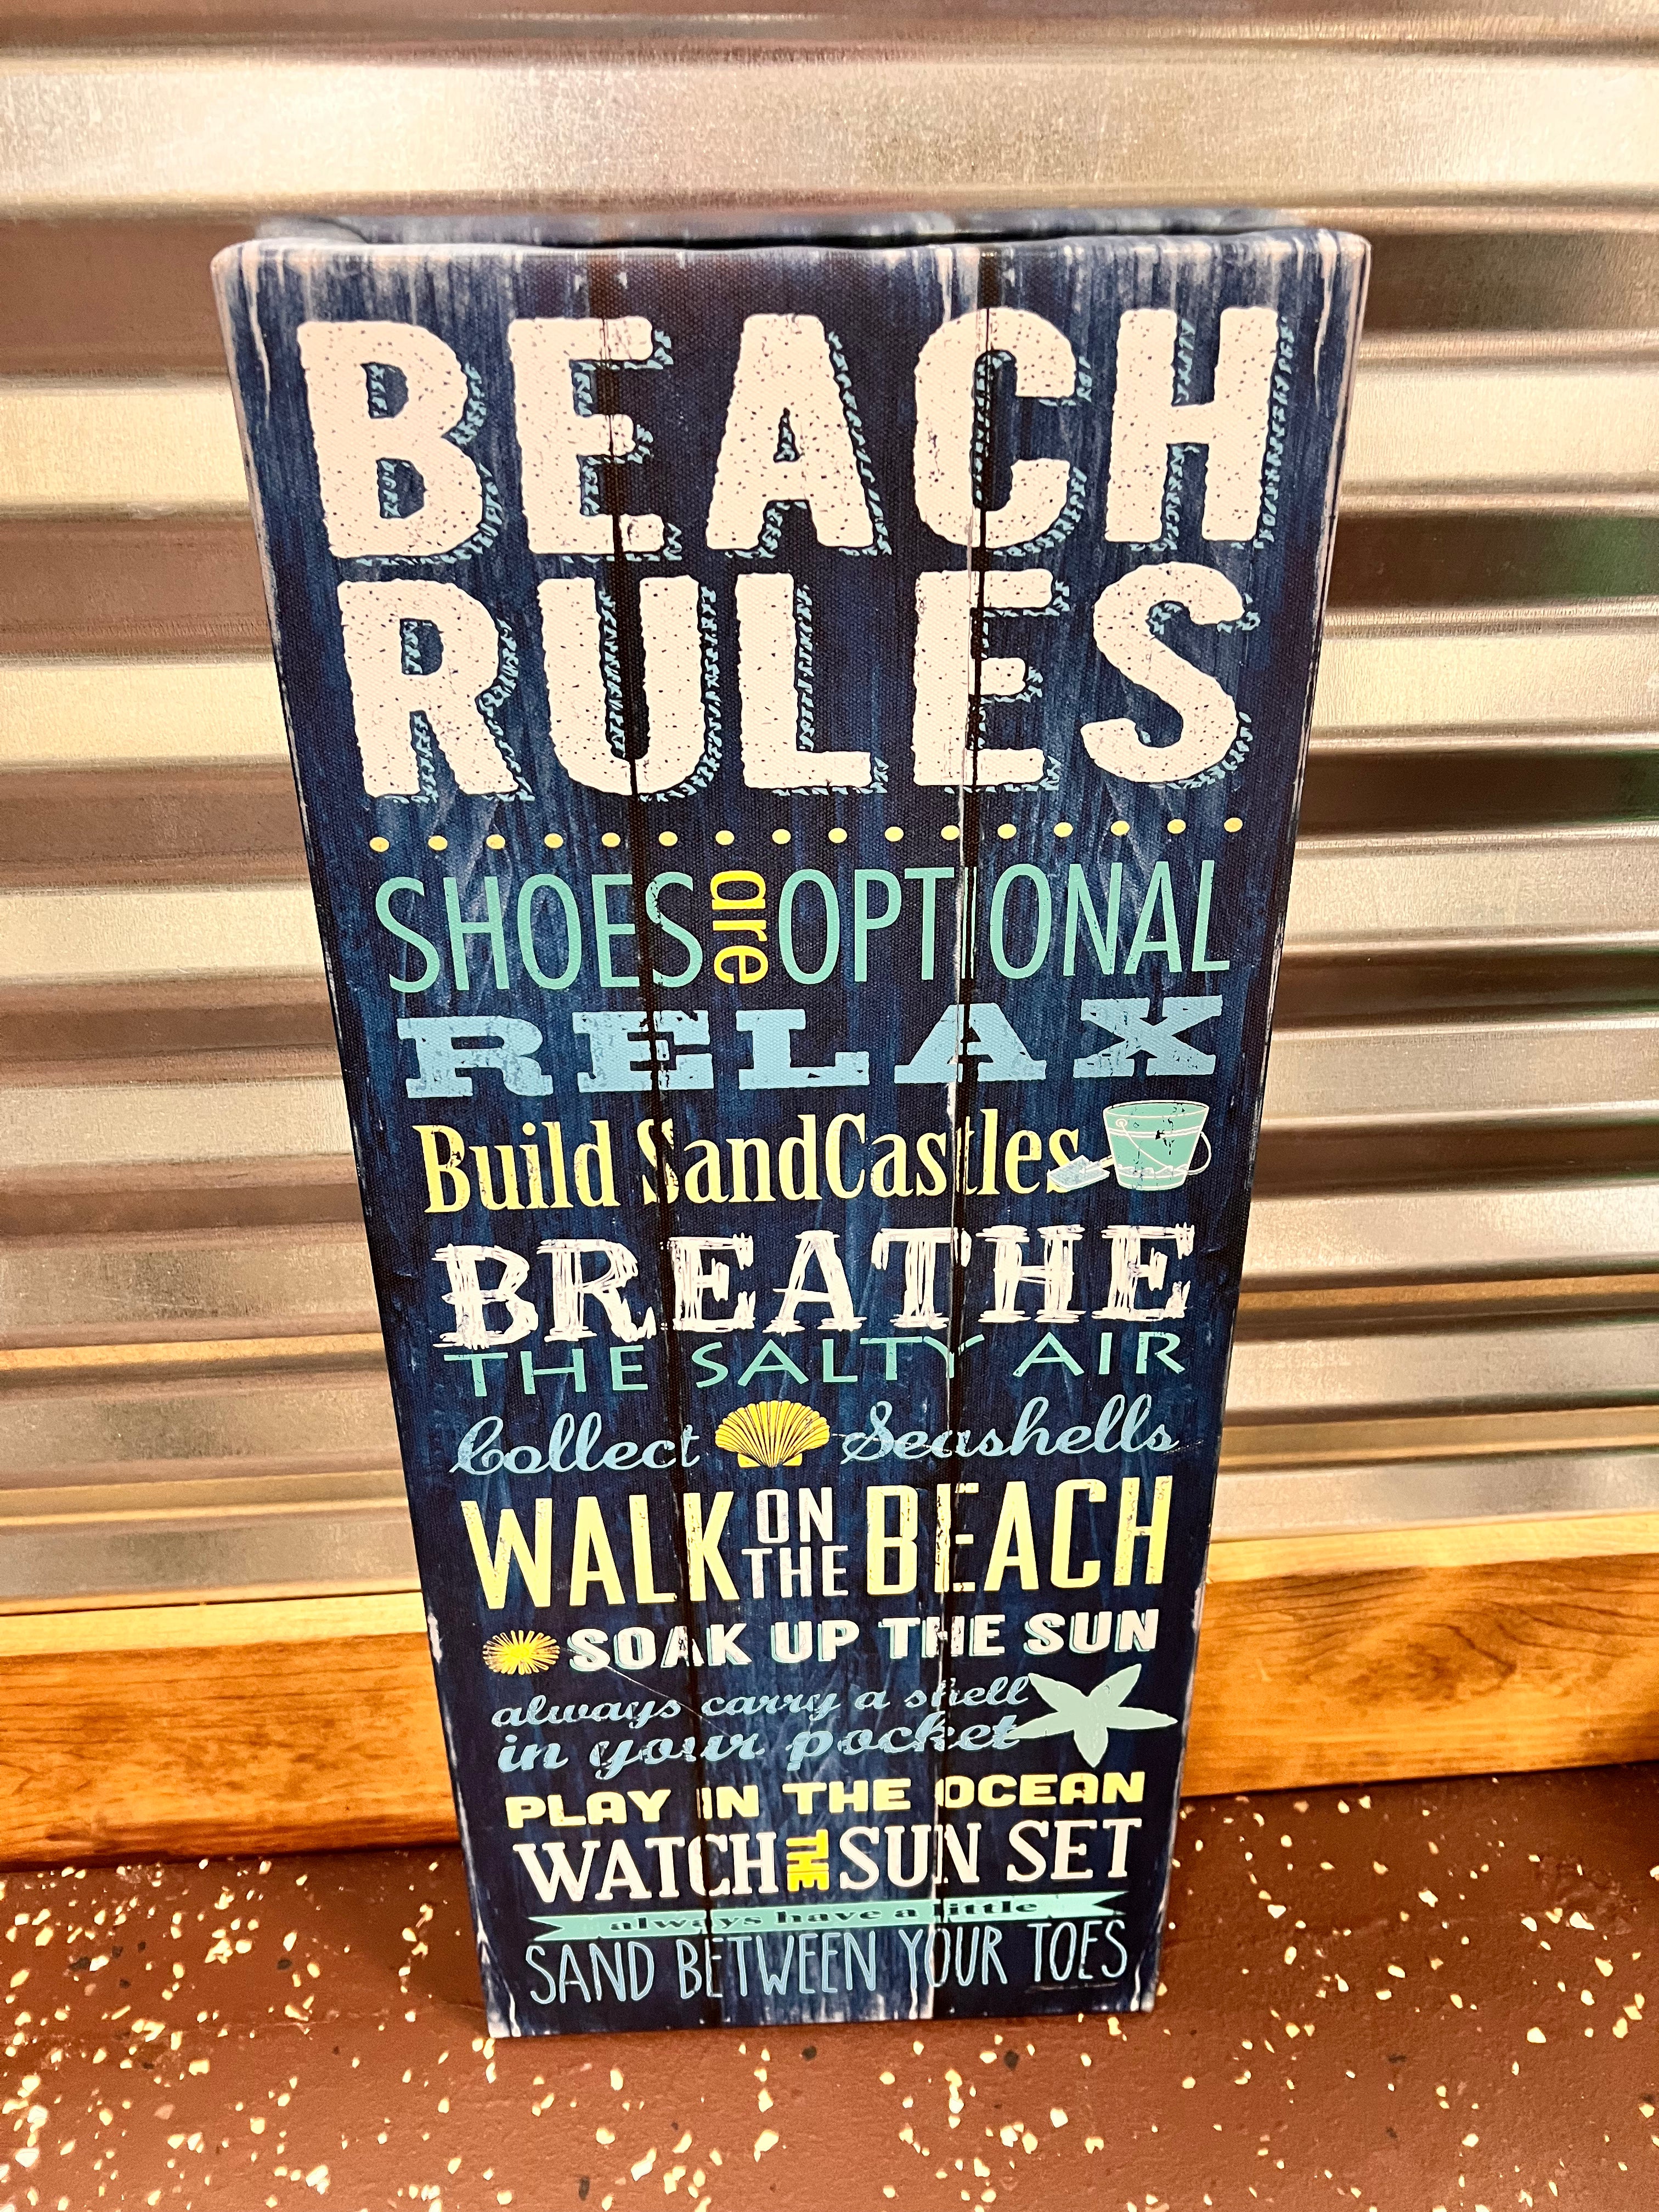 BEACH
RULES
SHOES are OPTIONAL
RELAX
Build SandCastles
BREATHE
THE SALTY AIR
Collect Seashells
WALK ON THE BEACH
SOAK UP THE SUN
always carry a shell
in your pocket
PLAY IN THE OCEAN
WATCH THE SUN SET
always have a little
SAND BETWEEN YOUR TOES